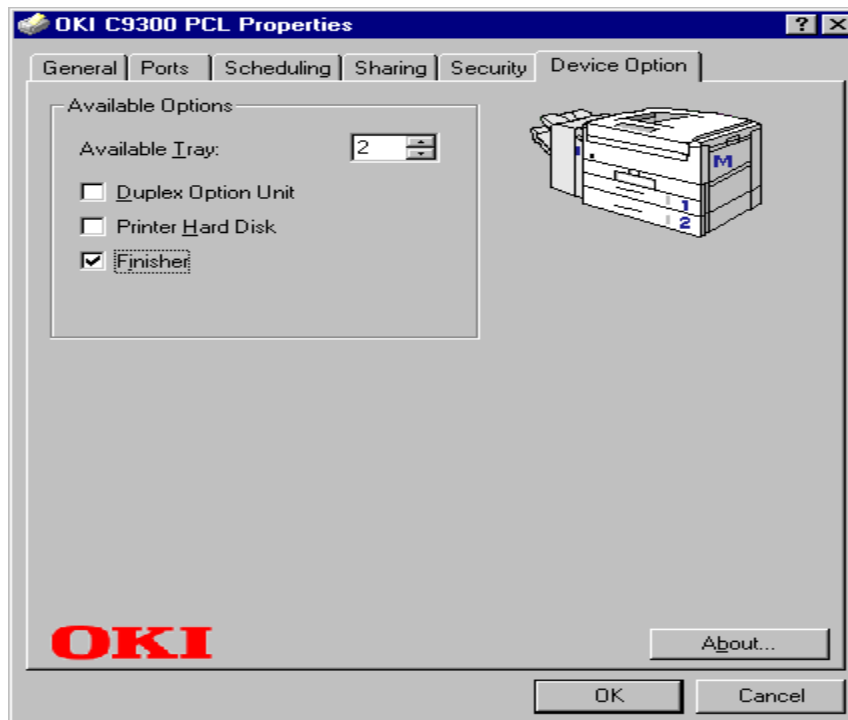 OKI C9300 PCL Properties
General Ports Scheduling Sharing Security Device Option
Available Options
Available Tray: 2
Duplex Option Unit
Printer Hard Disk
Finisher
M
1
2
OKI
About...
OK Cancel